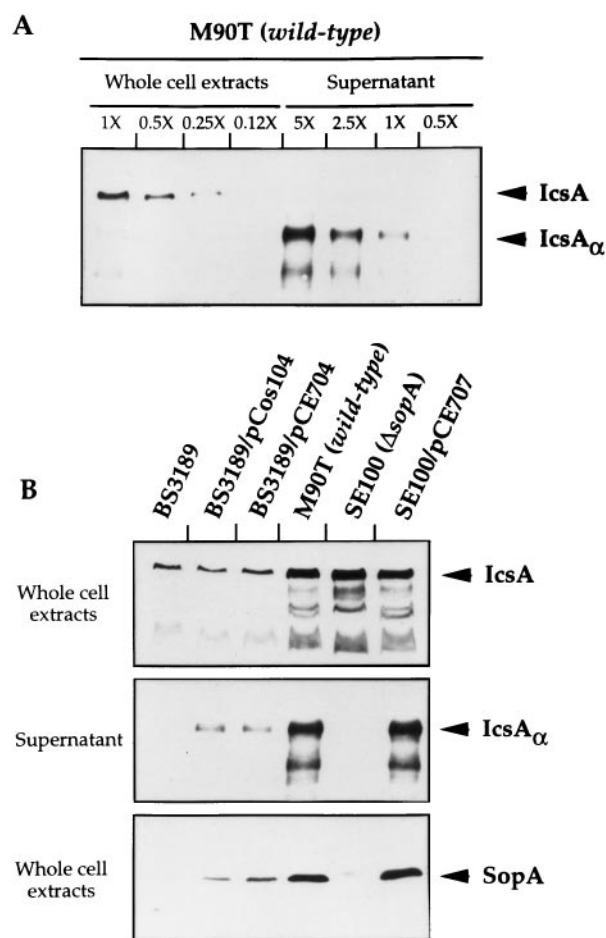 A
M90T (wild-type)
Whole cell extracts Supernatant
1X 0.5X 0.25X 0.12X 5X 2.5X 1X 0.5X
IcsA
IcsAα
B
BS3189 BS3189/pCos104 BS3189/pCE704 M90T (wild-type) SE100 (ΔsopA) SE100/pCE707
Whole cell extracts
IcsA
Supernatant
IcsAα
Whole cell extracts
SopA